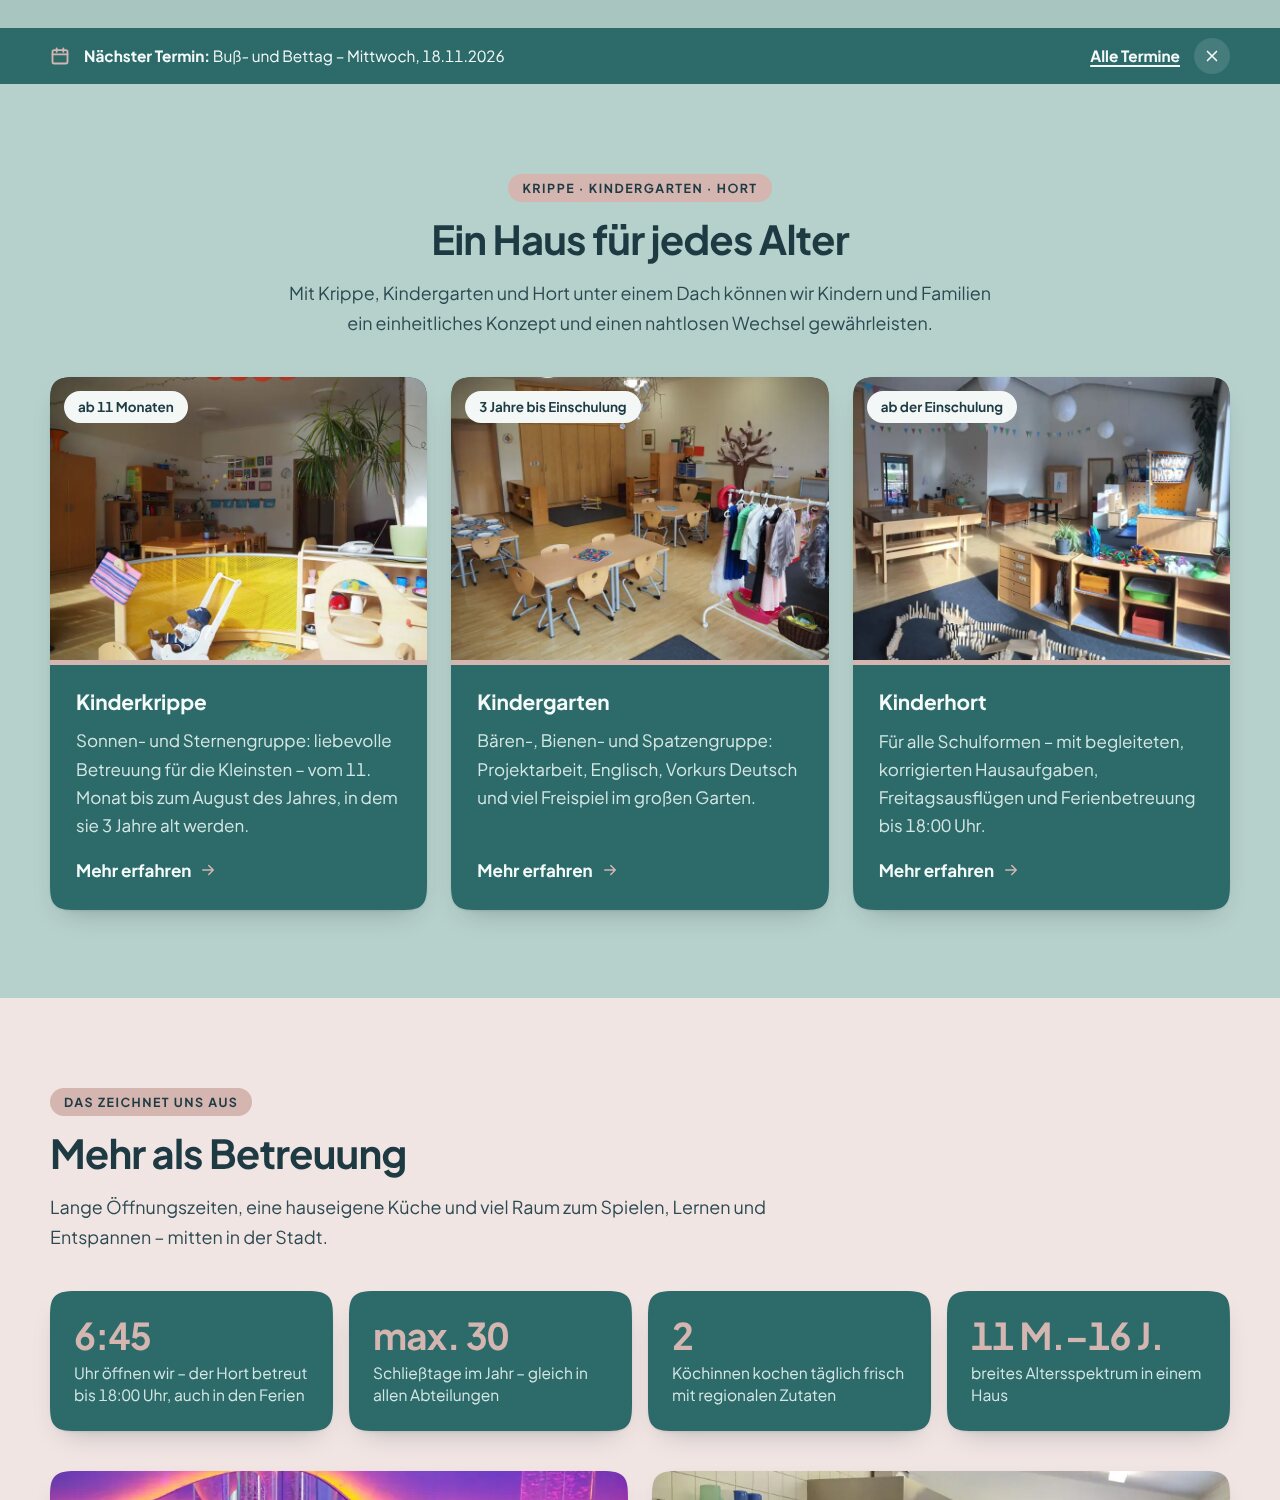 Nächster Termin: Buß- und Bettag – Mittwoch, 18.11.2026
Alle Termine
KRIPPE · KINDERGARTEN · HORT
Ein Haus für jedes Alter
Mit Krippe, Kindergarten und Hort unter einem Dach können wir Kindern und Familien
ein einheitliches Konzept und einen nahtlosen Wechsel gewährleisten.
ab 11 Monaten
Kinderkrippe
Sonnen- und Sternengruppe: liebevolle
Betreuung für die Kleinsten – vom 11.
Monat bis zum August des Jahres, in dem
sie 3 Jahre alt werden.
Mehr erfahren
3 Jahre bis Einschulung
Kindergarten
Bären-, Bienen- und Spatzengruppe:
Projektarbeit, Englisch, Vorkurs Deutsch
und viel Freispiel im großen Garten.
Mehr erfahren
ab der Einschulung
Kinderhort
Für alle Schulformen – mit begleiteten,
korrigierten Hausaufgaben,
Freitagsausflügen und Ferienbetreuung
bis 18:00 Uhr.
Mehr erfahren
DAS ZEICHNET UNS AUS
Mehr als Betreuung
Lange Öffnungszeiten, eine hauseigene Küche und viel Raum zum Spielen, Lernen und
Entspannen – mitten in der Stadt.
6:45
Uhr öffnen wir – der Hort betreut
bis 18:00 Uhr, auch in den Ferien
max. 30
Schließtage im Jahr – gleich in
allen Abteilungen
2
Köchinnen kochen täglich frisch
mit regionalen Zutaten
11 M.–16 J.
breites Altersspektrum in einem
Haus